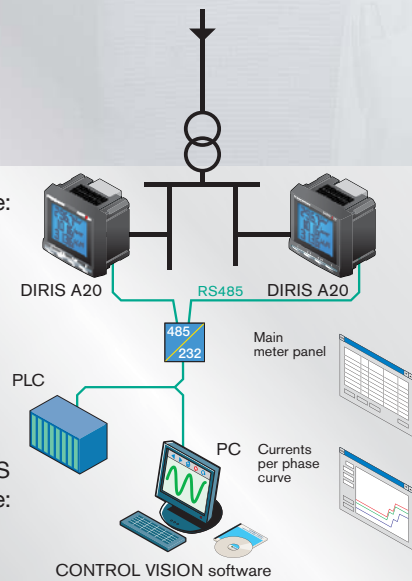 e:
DIRIS A20
RS485
DIRIS A20
485
232
Main
meter panel
PLC
PC
Currents
per phase
curve
S
e:
CONTROL VISION software